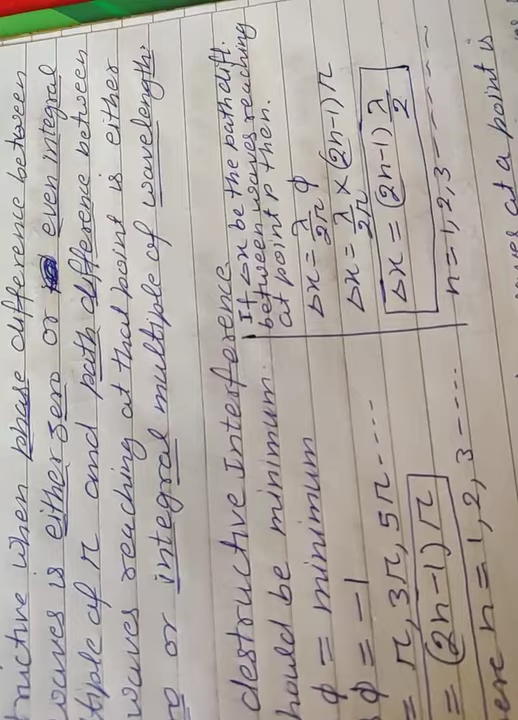 ructive when phase difference between
waves is either zero or even integral
tiple of π and path difference between
waves reaching at that point is either
ro or integral multiple of wavelength.
destructive Interference
hould be minimum.
ϕ = minimum
ϕ = -1
= π, 3π, 5π ....
= (2n-1)π
ere n = 1, 2, 3 ....
If Δx be the path diff.
between waves reaching
at point P then.
Δx = λ/2π ϕ
Δx = λ/2π × (2n-1)π
Δx = (2n-1) λ/2
n = 1, 2, 3 ------
at a point is